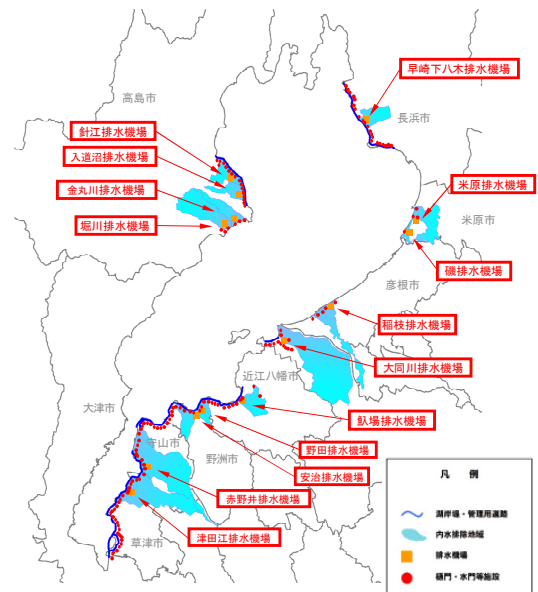 早崎下八木排水機場
高島市
長浜市
針江排水機場
入道沼排水機場
金丸川排水機場
米原排水機場
堀川排水機場
米原市
磯排水機場
彦根市
稲枝排水機場
大同川排水機場
近江八幡市
大津市
䑓場排水機場
守山市
野田排水機場
野洲市
安治排水機場
赤野井排水機場
津田江排水機場
草津市
凡 例
湖岸堤・管理用道路
内水排除地域
排水機場
樋門・水門等施設